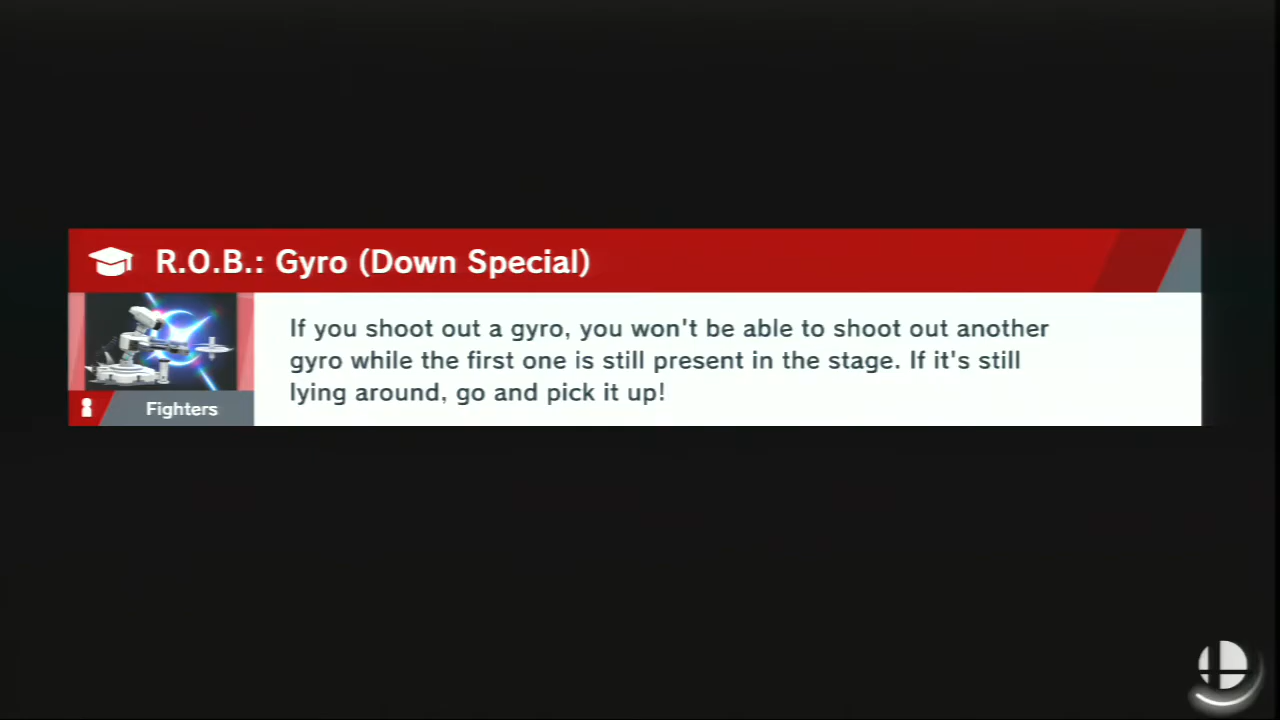 R.O.B.: Gyro (Down Special)
If you shoot out a gyro, you won't be able to shoot out another
gyro while the first one is still present in the stage. If it's still
lying around, go and pick it up!
Fighters